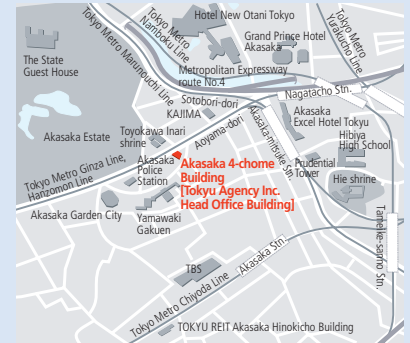 Hotel New Otani Tokyo
Tokyo Metro
Namboku Line
Tokyo Metro
Yurakucho Line
Grand Prince Hotel
Akasaka
Tokyo Metro Marunouchi Line
The State
Guest House
Metropolitan Expressway
route No.4
Nagatacho Stn.
Sotobori-dori
KAJIMA
Akasaka
Excel Hotel Tokyu
Akasaka Estate
Toyokawa Inari
shrine
Aoyama-dori
Akasaka-mitsuke Stn.
Hibiya
High School
Akasaka
Police
Station
Akasaka 4-chome
Building
[Tokyu Agency Inc.
Head Office Building]
Prudential
Tower
Hie shrine
Tokyo Metro Ginza Line,
Hanzomon Line
Akasaka Garden City
Yamawaki
Gakuen
Tameike-sanno Stn.
Akasaka Stn.
TBS
Tokyo Metro Chiyoda Line
TOKYU REIT Akasaka Hinokicho Building